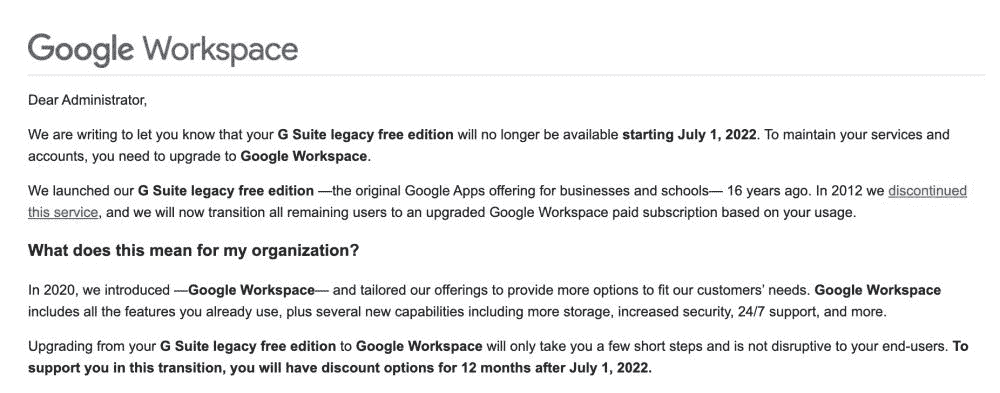 Google Workspace
Dear Administrator,
We are writing to let you know that your G Suite legacy free edition will no longer be available starting July 1, 2022. To maintain your services and
accounts, you need to upgrade to Google Workspace.
We launched our G Suite legacy free edition —the original Google Apps offering for businesses and schools— 16 years ago. In 2012 we discontinued
this service, and we will now transition all remaining users to an upgraded Google Workspace paid subscription based on your usage.
What does this mean for my organization?
In 2020, we introduced —Google Workspace— and tailored our offerings to provide more options to fit our customers’ needs. Google Workspace
includes all the features you already use, plus several new capabilities including more storage, increased security, 24/7 support, and more.
Upgrading from your G Suite legacy free edition to Google Workspace will only take you a few short steps and is not disruptive to your end-users. To
support you in this transition, you will have discount options for 12 months after July 1, 2022.